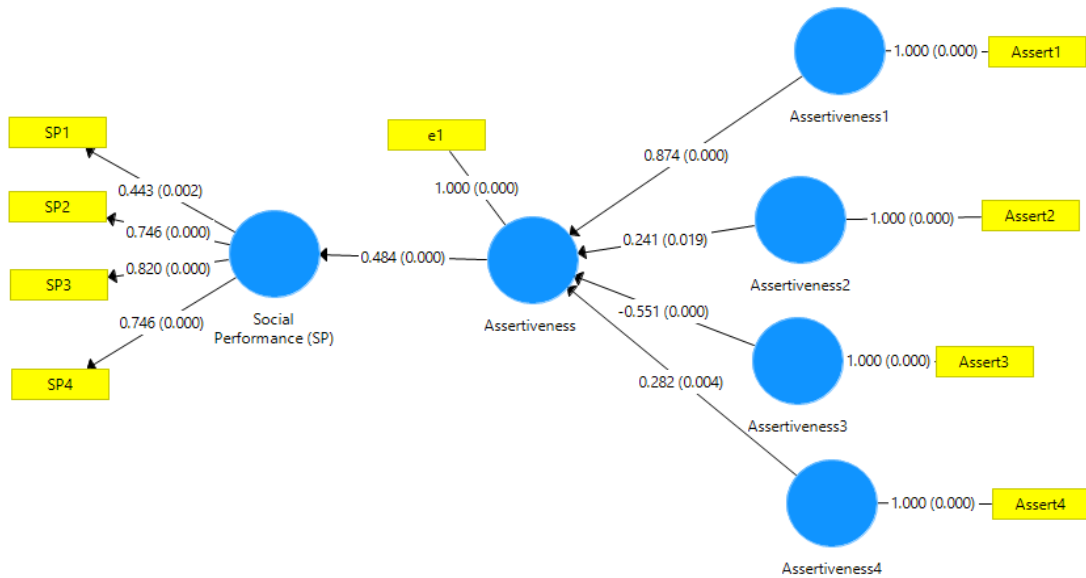 1.000 (0.000)
Assert1
Assertiveness1
SP1
e1
0.874 (0.000)
0.443 (0.002)
1.000 (0.000)
SP2
0.746 (0.000)
1.000 (0.000)
Assert2
0.241 (0.019)
0.484 (0.000)
0.820 (0.000)
SP3
Assertiveness2
-0.551 (0.000)
Social
Performance (SP)
Assertiveness
0.746 (0.000)
1.000 (0.000)
Assert3
SP4
0.282 (0.004)
Assertiveness3
1.000 (0.000)
Assert4
Assertiveness4